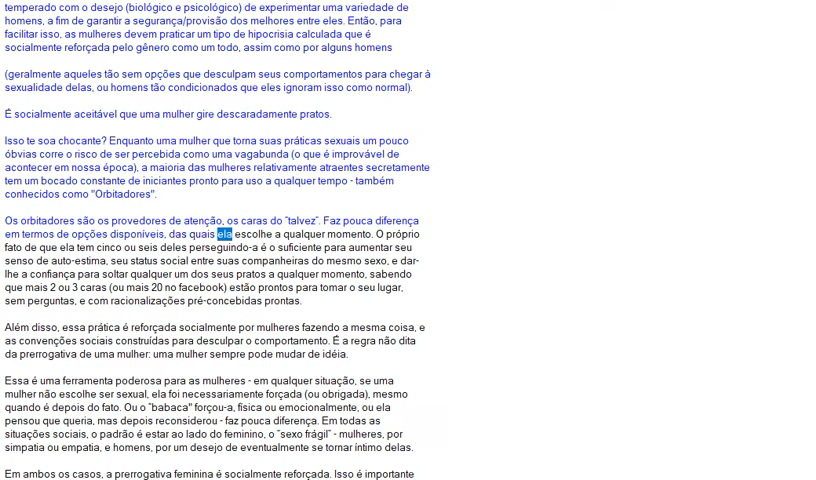 temperado com o desejo (biológico e psicológico) de experimentar uma variedade de
homens, a fim de garantir a segurança/provisão dos melhores entre eles. Então, para
facilitar isso, as mulheres devem praticar um tipo de hipocrisia calculada que é
socialmente reforçada pelo gênero como um todo, assim como por alguns homens
(geralmente aqueles tão sem opções que desculpam seus comportamentos para chegar à
sexualidade delas, ou homens tão condicionados que eles ignoram isso como normal).
É socialmente aceitável que uma mulher gire descaradamente pratos.
Isso te soa chocante? Enquanto uma mulher que torna suas práticas sexuais um pouco
óbvias corre o risco de ser percebida como uma vagabunda (o que é improvável de
acontecer em nossa época), a maioria das mulheres relativamente atraentes secretamente
tem um bocado constante de iniciantes pronto para uso a qualquer tempo - também
conhecidos como "Orbitadores".
Os orbitadores são os provedores de atenção, os caras do "talvez". Faz pouca diferença
em termos de opções disponíveis, das quais ela escolhe a qualquer momento. O próprio
fato de que ela tem cinco ou seis deles perseguindo-a é o suficiente para aumentar seu
senso de auto-estima, seu status social entre suas companheiras do mesmo sexo, e dar-
lhe a confiança para soltar qualquer um dos seus pratos a qualquer momento, sabendo
que mais 2 ou 3 caras (ou mais 20 no facebook) estão prontos para tomar o seu lugar,
sem perguntas, e com racionalizações pré-concebidas prontas.
Além disso, essa prática é reforçada socialmente por mulheres fazendo a mesma coisa, e
as convenções sociais construídas para desculpar o comportamento. É a regra não dita
da prerrogativa de uma mulher: uma mulher sempre pode mudar de idéia.
Essa é uma ferramenta poderosa para as mulheres - em qualquer situação, se uma
mulher não escolhe ser sexual, ela foi necessariamente forçada (ou obrigada), mesmo
quando é depois do fato. Ou o "babaca" forçou-a, física ou emocionalmente, ou ela
pensou que queria, mas depois reconsiderou - faz pouca diferença. Em todas as
situações sociais, o padrão é estar ao lado do feminino, o "sexo frágil" - mulheres, por
simpatia ou empatia, e homens, por um desejo de eventualmente se tornar íntimo delas.
Em ambos os casos, a prerrogativa feminina é socialmente reforçada. Isso é importante